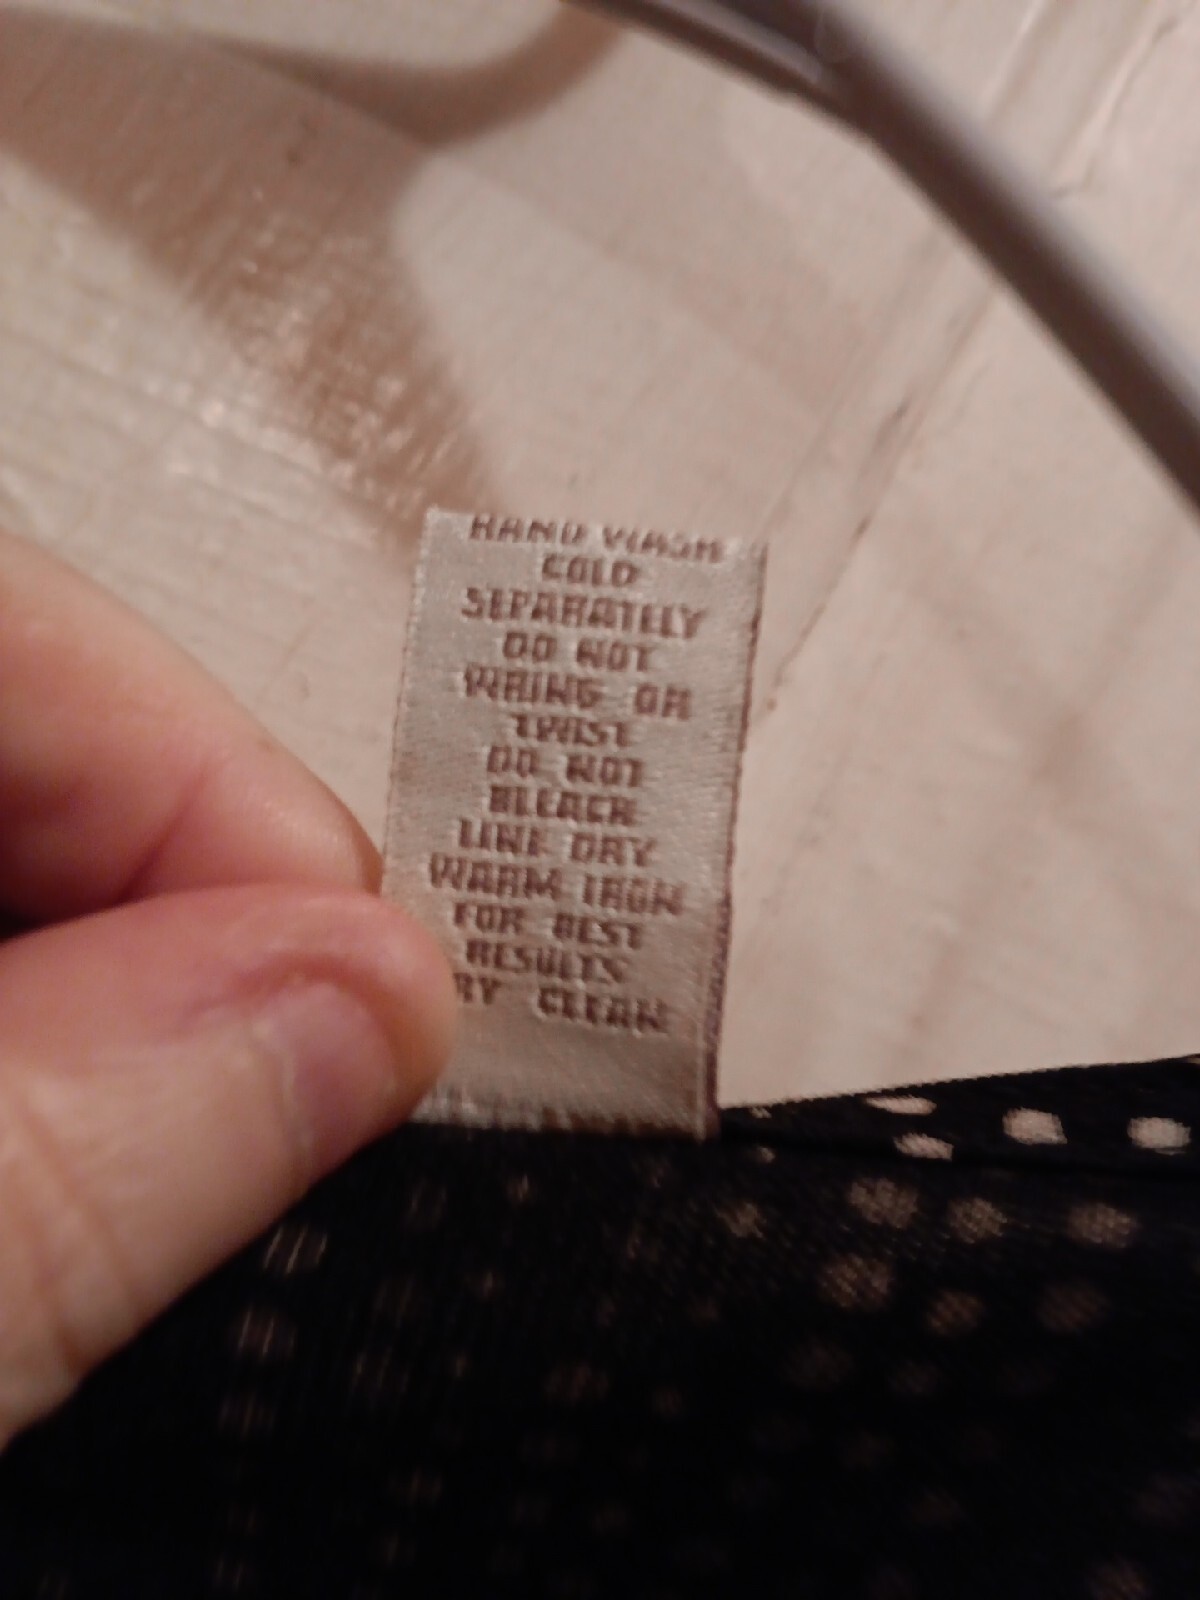 HAND WASH
COLD
SEPARATELY
DO NOT
WRING OR
TWIST
DO NOT
BLEACH
LINE DRY
WARM IRON
FOR BEST
RESULTS
RY CLEAN